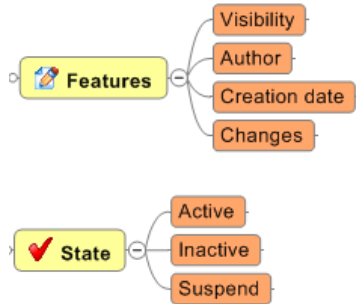 Visibility
Author
Features
Creation date
Changes
Active
State
Inactive
Suspend